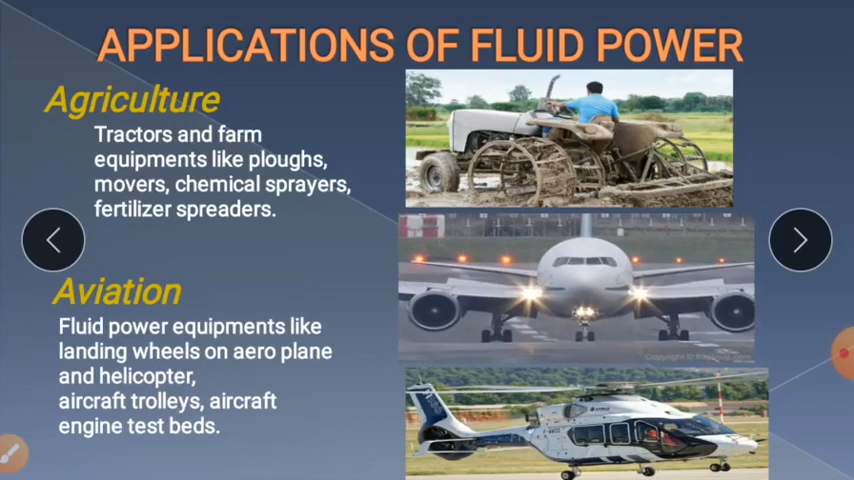 APPLICATIONS OF FLUID POWER
Agriculture
Tractors and farm
equipments like ploughs,
movers, chemical sprayers,
fertilizer spreaders.
Aviation
Fluid power equipments like
landing wheels on aero plane
and helicopter,
aircraft trolleys, aircraft
engine test beds.
Copyright ©